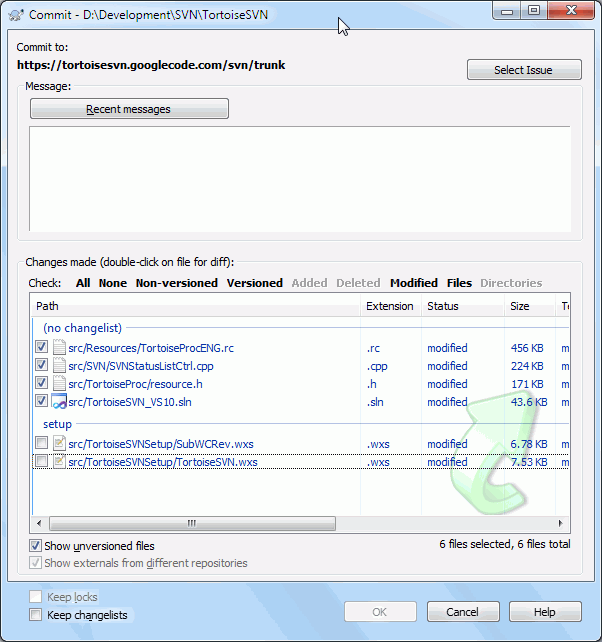 Commit - D:\Development\SVN\TortoiseSVN
Commit to:
https://tortoisesvn.googlecode.com/svn/trunk
Select Issue
Message:
Recent messages
Changes made (double-click on file for diff):
Check: All None Non-versioned Versioned Added Deleted Modified Files Directories
Path Extension Status Size
(no changelist)
src/Resources/TortoiseProcENG.rc .rc modified 456 KB
src/SVN/SVNStatusListCtrl.cpp .cpp modified 224 KB
src/TortoiseProc/resource.h .h modified 171 KB
src/TortoiseSVN_VS10.sln .sln modified 43.6 KB
setup
src/TortoiseSVNSetup/SubWCRev.wxs .wxs modified 6.78 KB
src/TortoiseSVNSetup/TortoiseSVN.wxs .wxs modified 7.53 KB
Show unversioned files
6 files selected, 6 files total
Show externals from different repositories
Keep locks
Keep changelists
OK Cancel Help